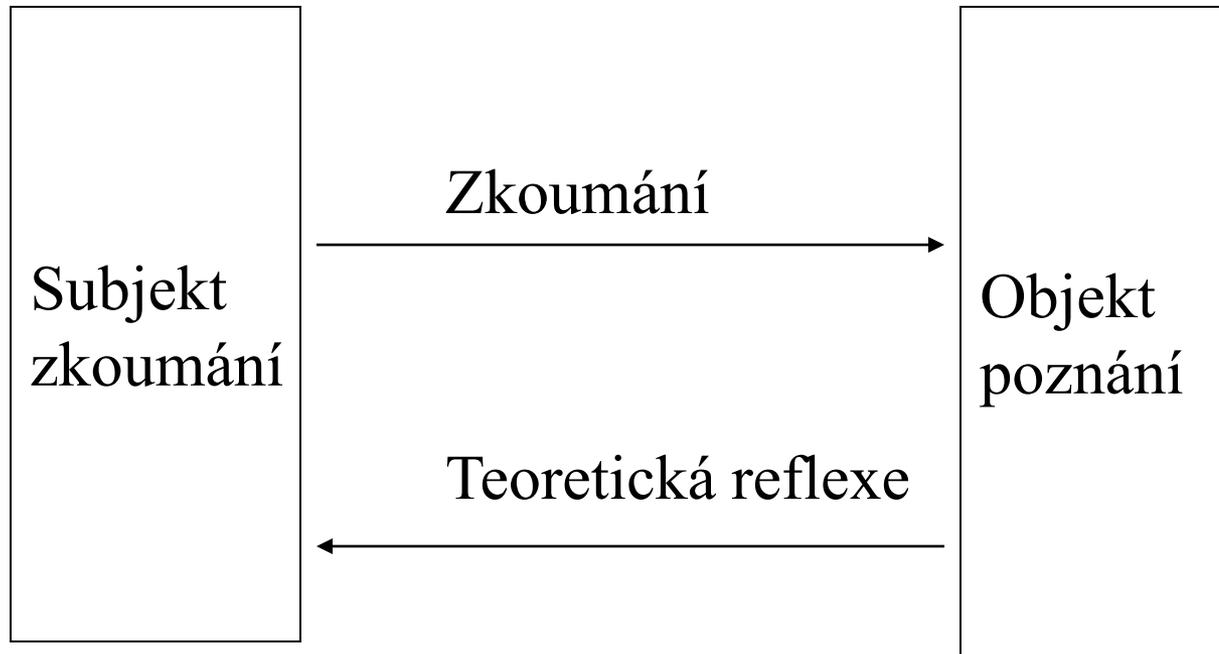 Zkoumání
Subjekt
zkoumání
Objekt
poznání
Teoretická reflexe